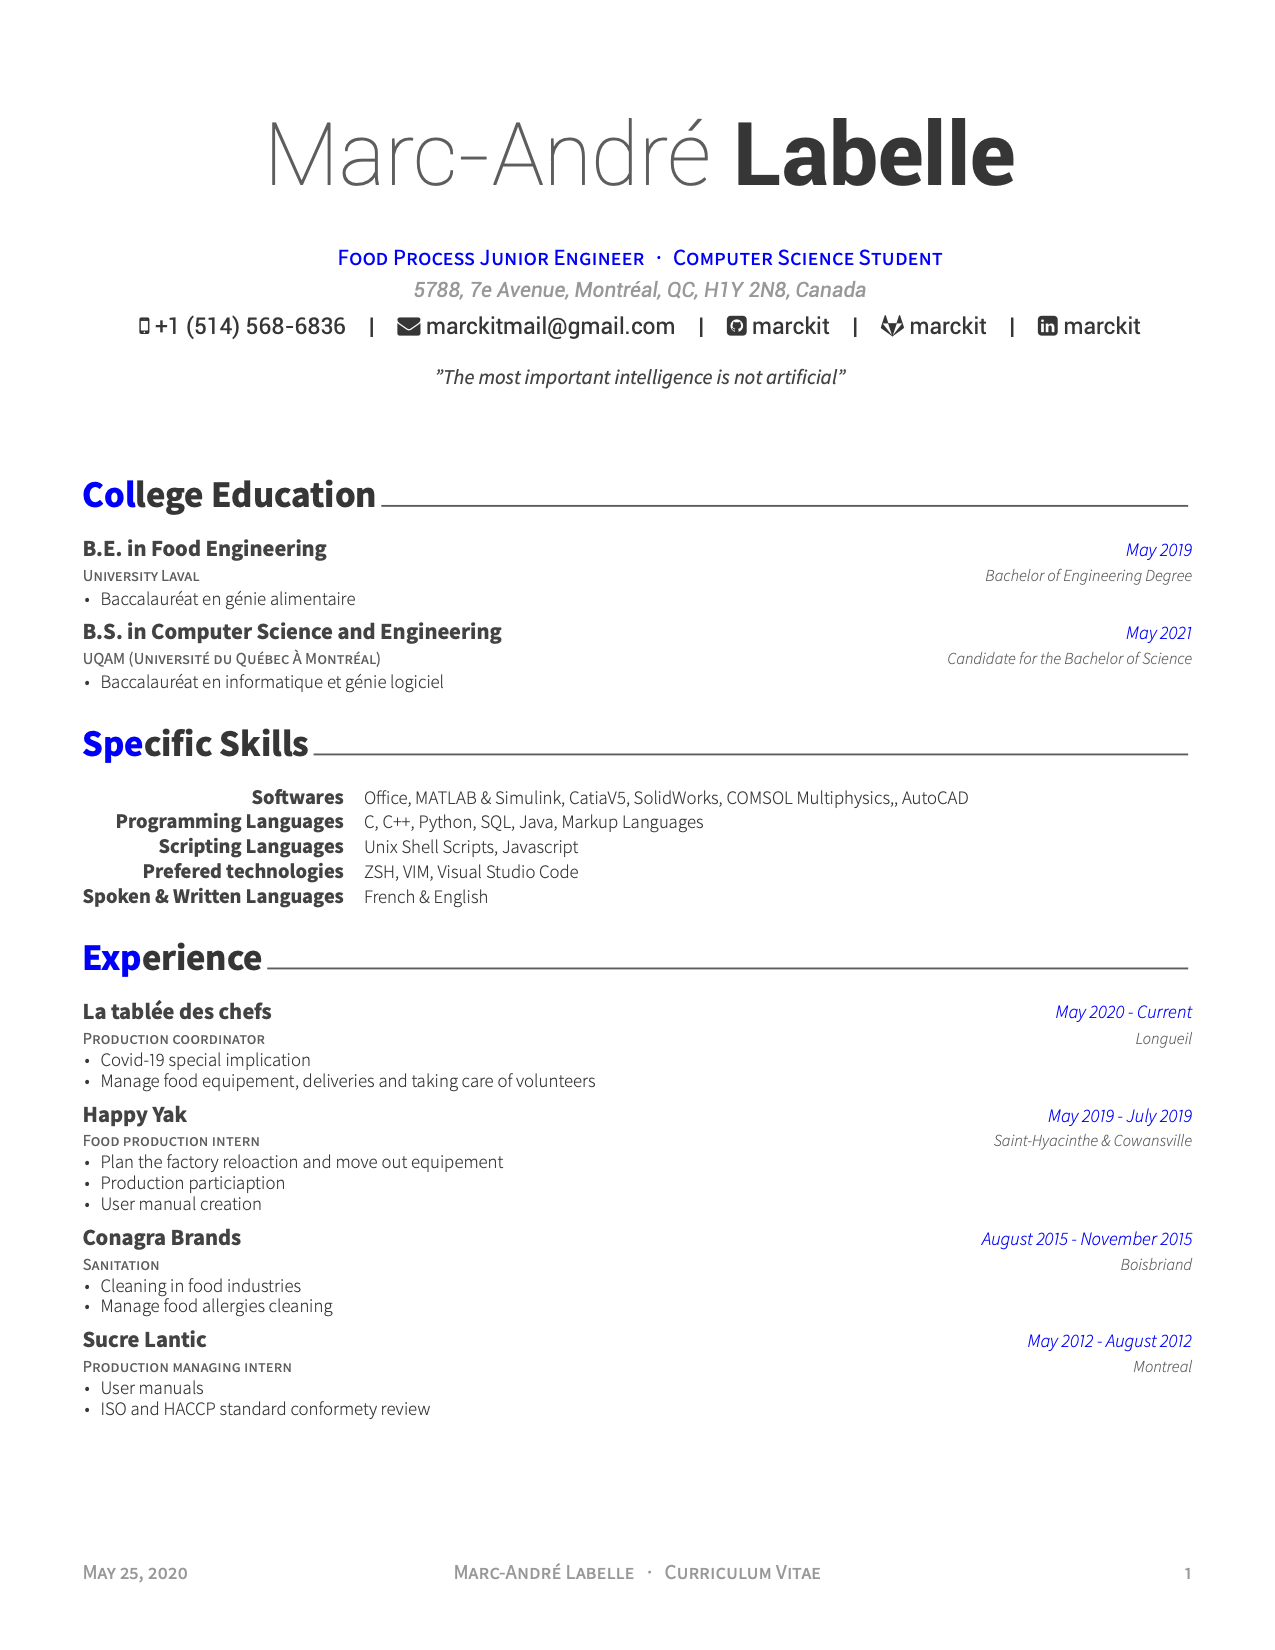 Marc-André Labelle
Food Process Junior Engineer · Computer Science Student
5788, 7e Avenue, Montréal, QC, H1Y 2N8, Canada
+1 (514) 568-6836 | marckitmail@gmail.com | marckit | marckit | marckit
”The most important intelligence is not artificial”
College Education
B.E. in Food Engineering May 2019
University Laval Bachelor of Engineering Degree
• Baccalauréat en génie alimentaire
B.S. in Computer Science and Engineering May 2021
UQAM (Université du Québec À Montréal) Candidate for the Bachelor of Science
• Baccalauréat en informatique et génie logiciel
Specific Skills
Softwares Office, MATLAB & Simulink, CatiaV5, SolidWorks, COMSOL Multiphysics,, AutoCAD
Programming Languages C, C++, Python, SQL, Java, Markup Languages
Scripting Languages Unix Shell Scripts, Javascript
Prefered technologies ZSH, VIM, Visual Studio Code
Spoken & Written Languages French & English
Experience
La tablée des chefs May 2020 - Current
Production coordinator Longueil
• Covid-19 special implication
• Manage food equipement, deliveries and taking care of volunteers
Happy Yak May 2019 - July 2019
Food production intern Saint-Hyacinthe & Cowansville
• Plan the factory reloaction and move out equipement
• Production particiaption
• User manual creation
Conagra Brands August 2015 - November 2015
Sanitation Boisbriand
• Cleaning in food industries
• Manage food allergies cleaning
Sucre Lantic May 2012 - August 2012
Production managing intern Montreal
• User manuals
• ISO and HACCP standard conformety review
May 25, 2020 Marc-André Labelle · Curriculum Vitae 1